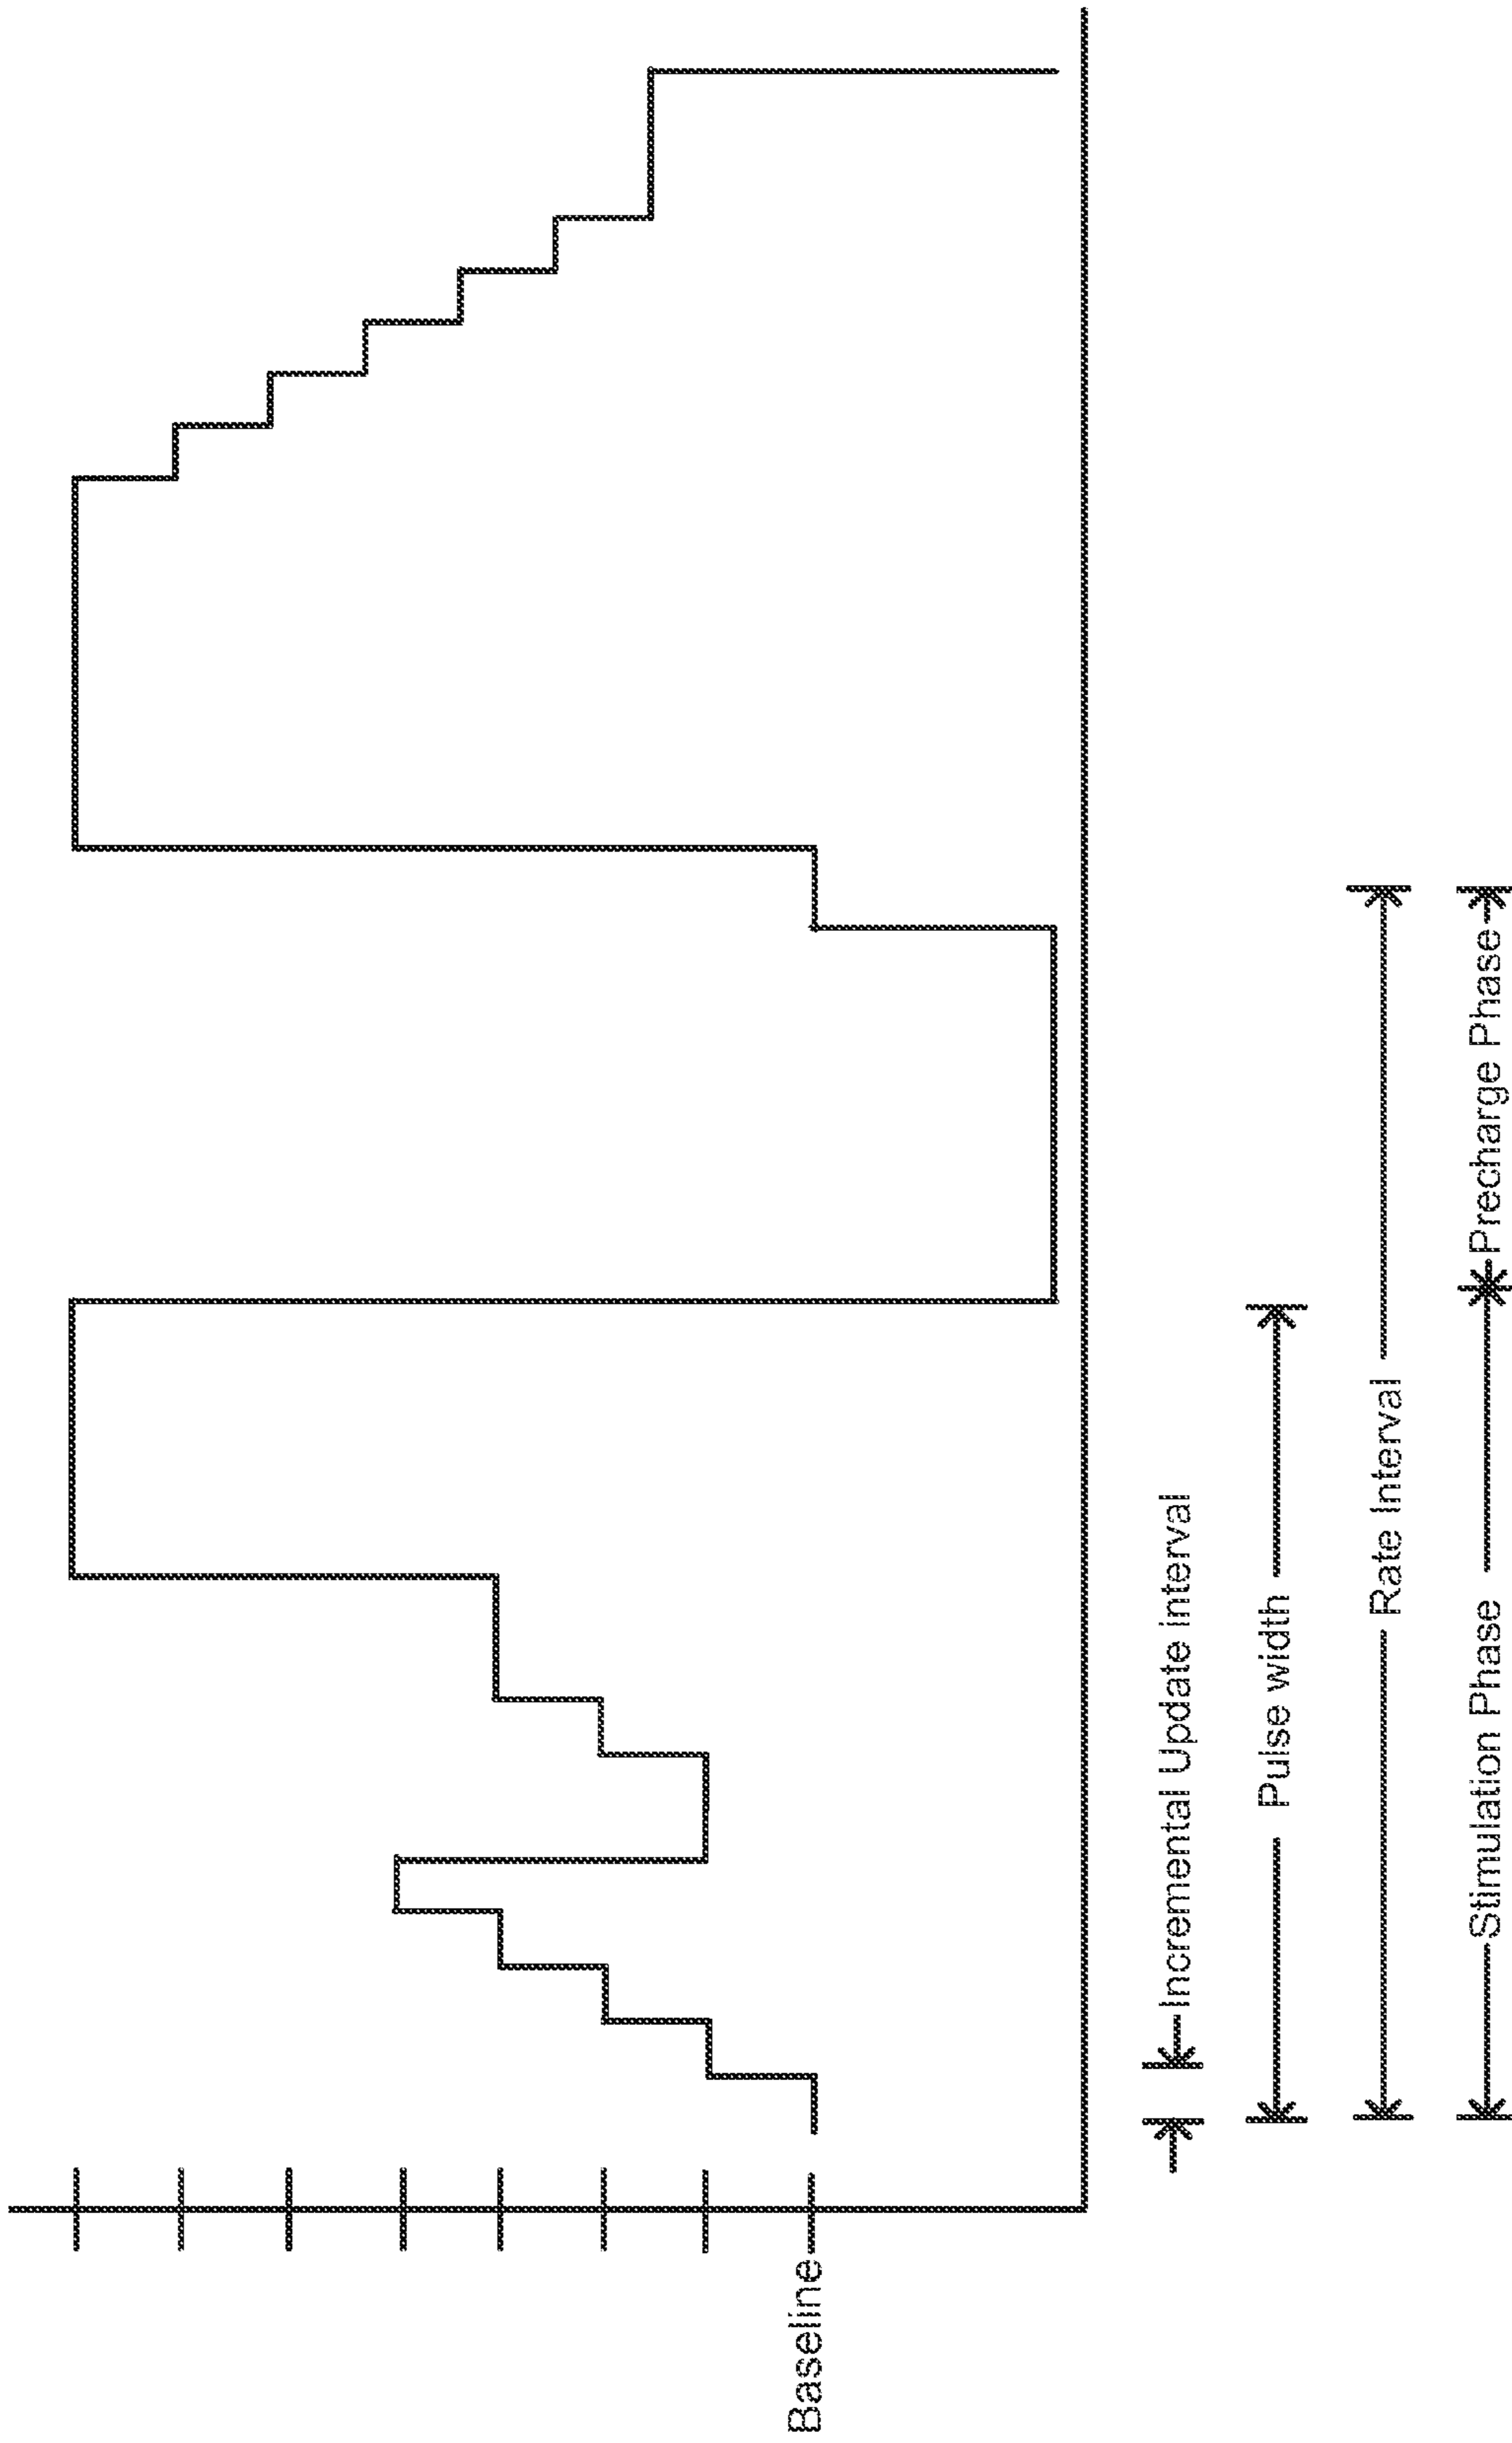 Baseline
Incremental Update interval
Pulse width
Rate Interval
Stimulation Phase
Precharge Phase